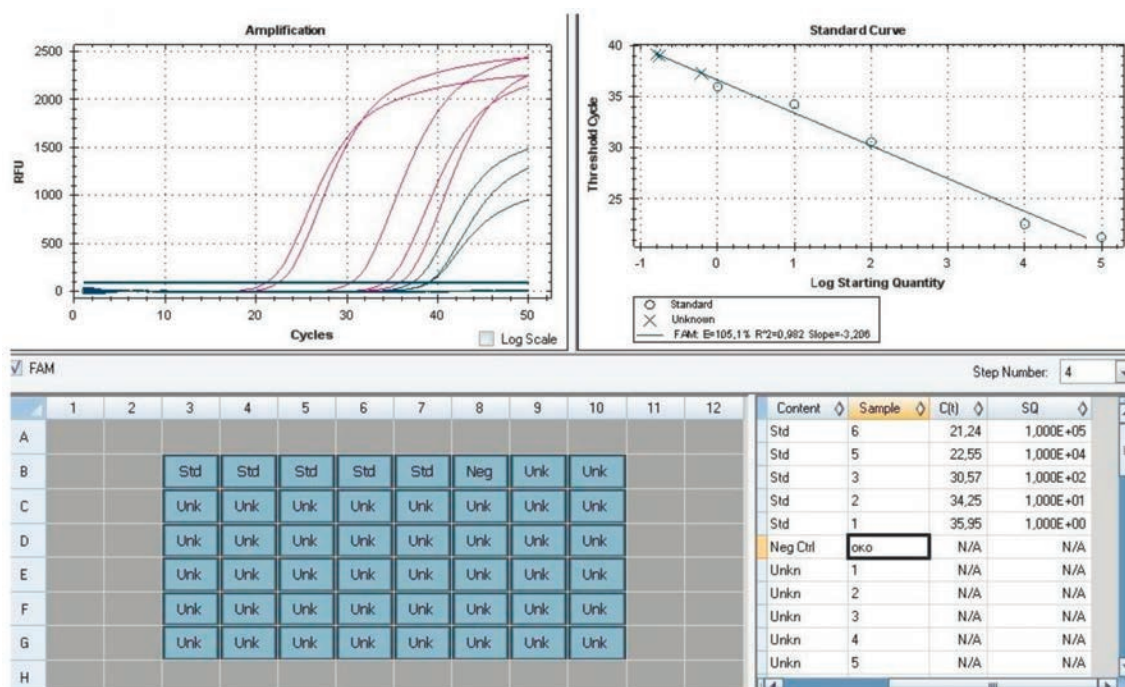 Amplification
2500
2000
1500
1000
500
0
RFU
0 10 20 30 40 50
Cycles
Log Scale
Standard Curve
40
35
30
25
Threshold Cycle
-1 0 1 2 3 4 5
Log Starting Quantity
Standard
Unknown
FAM: E=105,1% R^2=0,982 Slope=-3,206
FAM
Step Number: 4
1 2 3 4 5 6 7 8 9 10 11 12
A
B Std Std Std Std Std Neg Unk Unk
C Unk Unk Unk Unk Unk Unk Unk Unk
D Unk Unk Unk Unk Unk Unk Unk Unk
E Unk Unk Unk Unk Unk Unk Unk Unk
F Unk Unk Unk Unk Unk Unk Unk Unk
G Unk Unk Unk Unk Unk Unk Unk Unk
H
Content Sample C(t) SQ
Std 6 21,24 1,000E+05
Std 5 22,55 1,000E+04
Std 3 30,57 1,000E+02
Std 2 34,25 1,000E+01
Std 1 35,95 1,000E+00
Neg Ctrl око N/A N/A
Unkn 1 N/A N/A
Unkn 2 N/A N/A
Unkn 3 N/A N/A
Unkn 4 N/A N/A
Unkn 5 N/A N/A